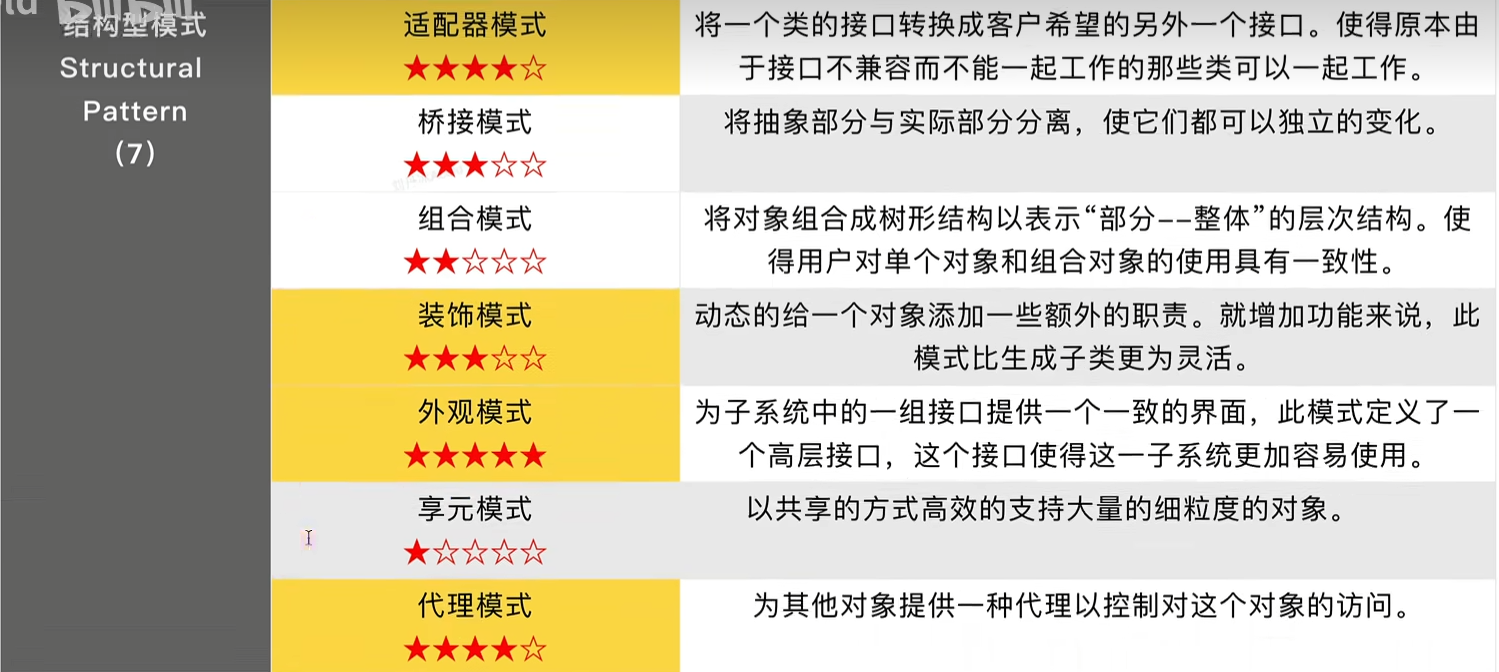 结构型模式
Structural
Pattern
（7）
适配器模式
★★★★☆
将一个类的接口转换成客户希望的另外一个接口。使得原本由
于接口不兼容而不能一起工作的那些类可以一起工作。
桥接模式
★★★☆☆
将抽象部分与实际部分分离，使它们都可以独立的变化。
组合模式
★★☆☆☆
将对象组合成树形结构以表示“部分--整体”的层次结构。使
得用户对单个对象和组合对象的使用具有一致性。
装饰模式
★★★☆☆
动态的给一个对象添加一些额外的职责。就增加功能来说，此
模式比生成子类更为灵活。
外观模式
★★★★★
为子系统中的一组接口提供一个一致的界面，此模式定义了一
个高层接口，这个接口使得这一子系统更加容易使用。
享元模式
★☆☆☆☆
以共享的方式高效的支持大量的细粒度的对象。
代理模式
★★★★☆
为其他对象提供一种代理以控制对这个对象的访问。